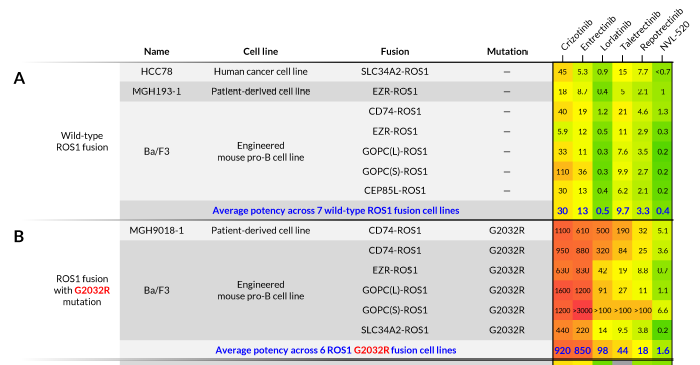 Crizotinib Entrectinib Lorlatinib Taletrectinib Repotrectinib NVL-520
Name Cell line Fusion Mutation
A
HCC78 Human cancer cell line SLC34A2-ROS1 — 45 5.3 0.9 15 7.7 <0.7
MGH193-1 Patient-derived cell line EZR-ROS1 — 18 8.7 0.4 5 2.1 1
CD74-ROS1 — 40 19 1.2 21 4.6 1.3
Wild-type
ROS1 fusion
EZR-ROS1 — 5.9 12 0.5 11 2.9 0.3
Ba/F3 Engineered
mouse pro-B cell line
GOPC(L)-ROS1 — 33 11 0.3 7.6 3.5 0.2
GOPC(S)-ROS1 — 110 36 0.3 9.9 2.7 0.2
CEP85L-ROS1 — 30 13 0.4 6.2 2.1 0.2
Average potency across 7 wild-type ROS1 fusion cell lines 30 13 0.5 9.7 3.3 0.4
B
MGH9018-1 Patient-derived cell line CD74-ROS1 G2032R 1100 610 500 190 32 5.1
CD74-ROS1 G2032R 950 880 320 84 25 3.6
ROS1 fusion
with G2032R
mutation
EZR-ROS1 G2032R 630 830 42 19 8.8 0.7
Ba/F3 Engineered
mouse pro-B cell line
GOPC(L)-ROS1 G2032R 1600 1200 91 27 11 1.1
GOPC(S)-ROS1 G2032R 1200 >3000 >100 >100 >100 6.6
SLC34A2-ROS1 G2032R 440 220 14 9.5 3.8 0.2
Average potency across 6 ROS1 G2032R fusion cell lines 920 850 98 44 18 1.6